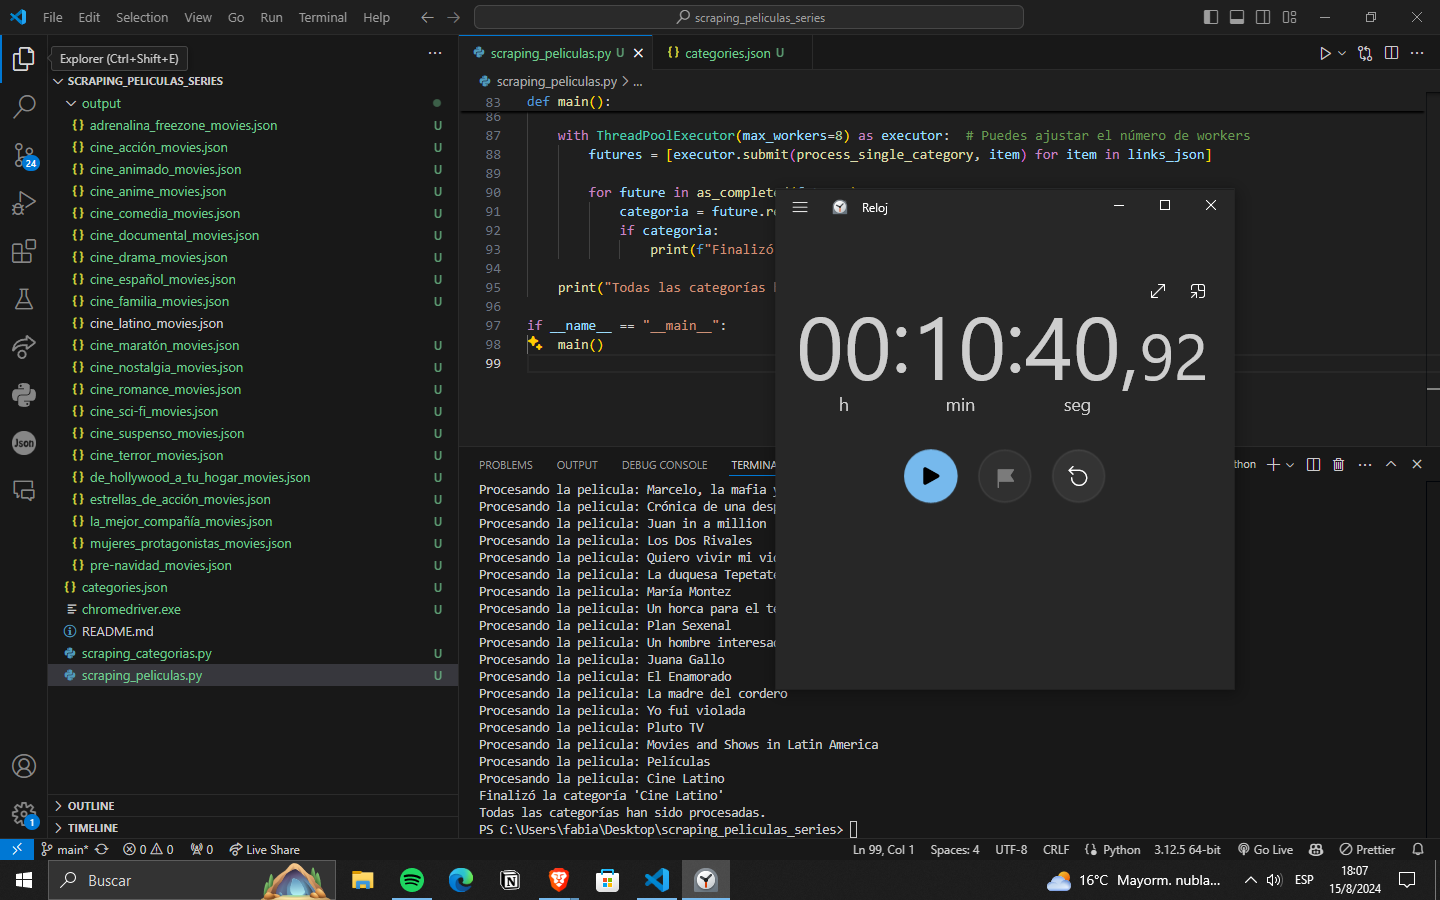 File Edit Selection View Go Run Terminal Help
scraping_peliculas_series
Explorer (Ctrl+Shift+E)
SCRAPING_PELICULAS_SERIES
output
{} adrenalina_freezone_movies.json U
{} cine_acción_movies.json U
{} cine_animado_movies.json U
{} cine_anime_movies.json U
{} cine_comedia_movies.json U
{} cine_documental_movies.json U
{} cine_drama_movies.json U
{} cine_español_movies.json U
{} cine_familia_movies.json U
{} cine_latino_movies.json
{} cine_maratón_movies.json U
{} cine_nostalgia_movies.json U
{} cine_romance_movies.json U
{} cine_sci-fi_movies.json U
{} cine_suspenso_movies.json U
{} cine_terror_movies.json U
{} de_hollywood_a_tu_hogar_movies.json U
{} estrellas_de_acción_movies.json U
{} la_mejor_compañía_movies.json U
{} mujeres_protagonistas_movies.json U
{} pre-navidad_movies.json U
{} categories.json U
chromedriver.exe U
README.md
scraping_categorias.py U
scraping_peliculas.py U
OUTLINE
TIMELINE
24
Json
1
scraping_peliculas.py U
{} categories.json U
scraping_peliculas.py > ...
83 def main():
86
87 with ThreadPoolExecutor(max_workers=8) as executor: # Puedes ajustar el número de workers
88 futures = [executor.submit(process_single_category, item) for item in links_json]
89
90 for future in as_complete
91 categoria = future.re
92 if categoria:
93 print(f"Finalizó
94
95 print("Todas las categorías
96
97 if __name__ == "__main__":
98 main()
99
Reloj
00:10:40,92
h min seg
PROBLEMS OUTPUT DEBUG CONSOLE TERMINA
thon
Procesando la pelicula: Marcelo, la mafia y
Procesando la pelicula: Crónica de una desp
Procesando la pelicula: Juan in a million
Procesando la pelicula: Los Dos Rivales
Procesando la pelicula: Quiero vivir mi vid
Procesando la pelicula: La duquesa Tepetate
Procesando la pelicula: María Montez
Procesando la pelicula: Un horca para el te
Procesando la pelicula: Plan Sexenal
Procesando la pelicula: Un hombre interesad
Procesando la pelicula: Juana Gallo
Procesando la pelicula: El Enamorado
Procesando la pelicula: La madre del cordero
Procesando la pelicula: Yo fui violada
Procesando la pelicula: Pluto TV
Procesando la pelicula: Movies and Shows in Latin America
Procesando la pelicula: Películas
Procesando la pelicula: Cine Latino
Finalizó la categoría 'Cine Latino'
Todas las categorías han sido procesadas.
PS C:\Users\fabia\Desktop\scraping_peliculas_series>
main* 0 0 0 Live Share Ln 99, Col 1 Spaces: 4 UTF-8 CRLF {} Python 3.12.5 64-bit Go Live Prettier
Buscar
16°C Mayorm. nubla... ESP
18:07
15/8/2024